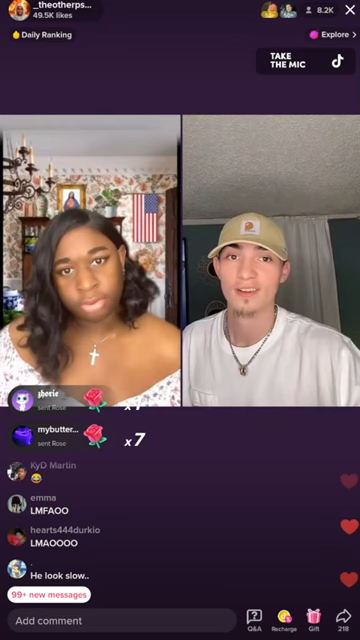 _theotherps...
49.5K likes
8.2K
Daily Ranking
Explore >
TAKE
THE MIC
sherie
sent Rose
mybutter...
sent Rose
x7
KyD Martin
😂
emma
LMFAOO
hearts444durkio
LMAOOOO
.
He look slow..
99+ new messages
Add comment
Q&A
Recharge
Gift
218